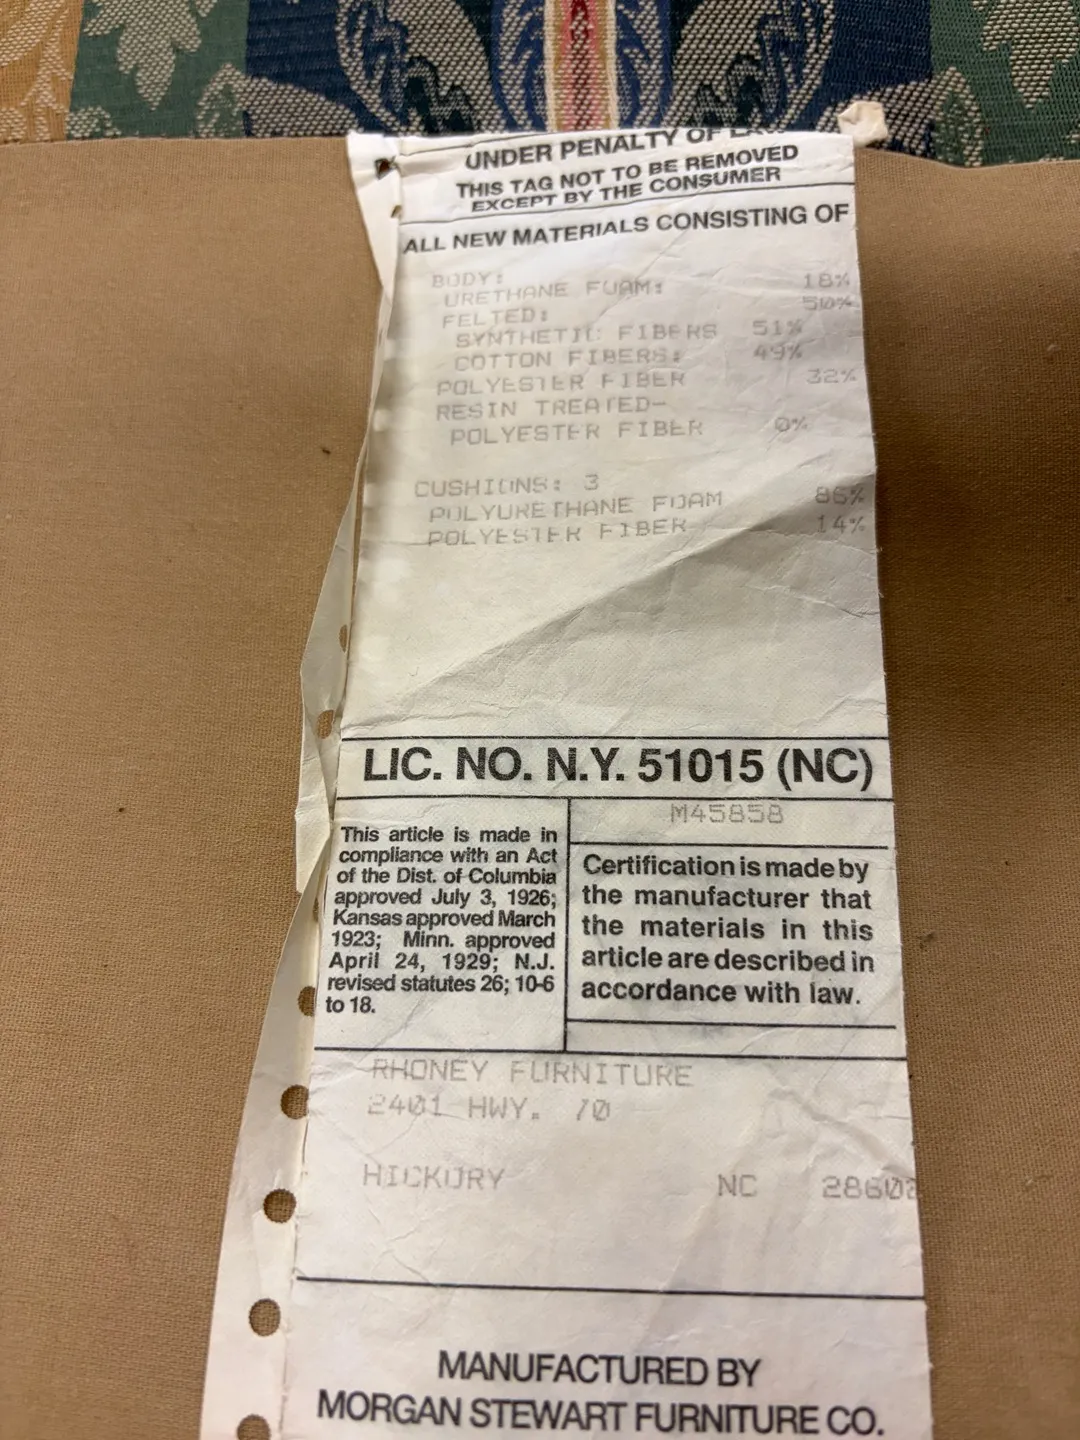 UNDER PENALTY OF LAW
THIS TAG NOT TO BE REMOVED
EXCEPT BY THE CONSUMER
ALL NEW MATERIALS CONSISTING OF
BODY:
URETHANE FOAM: 18%
FELTED: 50%
SYNTHETIC FIBERS 51%
COTTON FIBERS: 49%
POLYESTER FIBER 32%
RESIN TREATED-
POLYESTER FIBER 0%
CUSHIONS: 3
POLYURETHANE FOAM 86%
POLYESTER FIBER 14%
LIC. NO. N.Y. 51015 (NC)
This article is made in
compliance with an Act
of the Dist. of Columbia
approved July 3, 1926;
Kansas approved March
1923; Minn. approved
April 24, 1929; N.J.
revised statutes 26; 10-6
to 18.
M45858
Certification is made by
the manufacturer that
the materials in this
article are described in
accordance with law.
RHONEY FURNITURE
2401 HWY. 70
HICKORY NC 28602
MANUFACTURED BY
MORGAN STEWART FURNITURE CO.